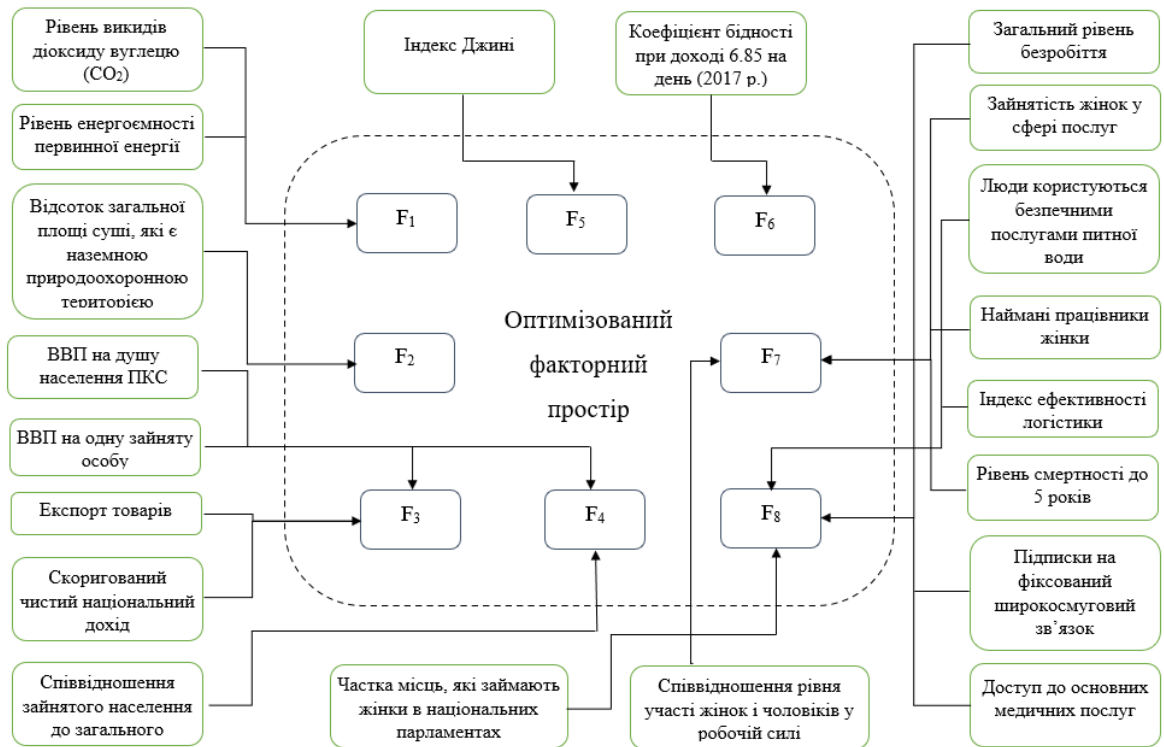 Рівень викидів
діоксиду вуглецю
(CO₂)
Рівень енергоємності
первинної енергії
Відсоток загальної
площі суші, які є
наземною
природоохоронною
територією
ВВП на душу
населення ПКС
ВВП на одну зайняту
особу
Експорт товарів
Скоригований
чистий національний
дохід
Співвідношення
зайнятого населення
до загального
Індекс Джині
Коефіцієнт бідності
при доході 6.85 на
день (2017 р.)
F₁
F₅
F₆
Оптимізований
факторний
простір
F₂
F₇
F₃
F₄
F₈
Частка місць, які займають
жінки в національних
парламентах
Співвідношення рівня
участі жінок і чоловіків у
робочій силі
Загальний рівень
безробіття
Зайнятість жінок у
сфері послуг
Люди користуються
безпечними
послугами питної
води
Наймані працівники
жінки
Індекс ефективності
логістики
Рівень смертності до
5 років
Підписки на
фіксований
широкосмуговий
зв’язок
Доступ до основних
медичних послуг